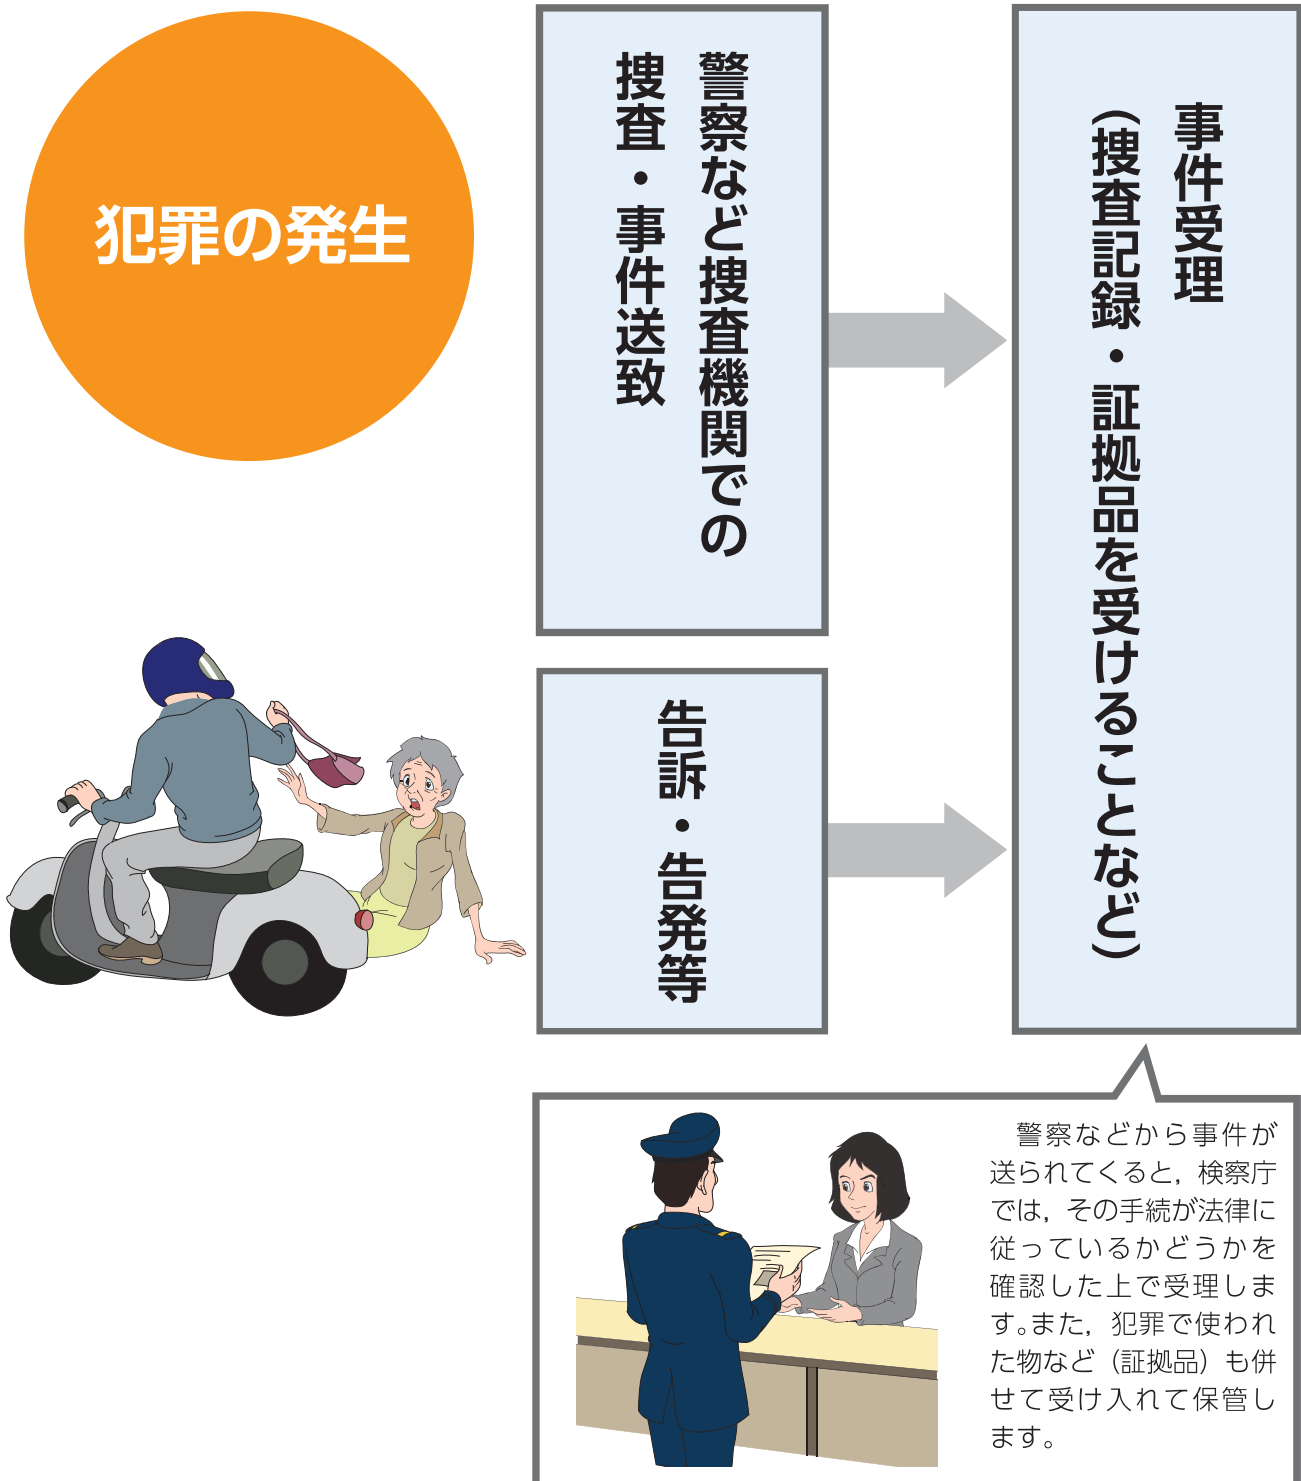 犯罪の発生
警察など捜査機関での
捜査・事件送致
告訴・告発等
事件受理
(捜査記録・証拠品を受けることなど)
警察などから事件が
送られてくると，検察庁
では，その手続が法律に
従っているかどうかを
確認した上で受理しま
す。また，犯罪で使われ
た物など（証拠品）も併
せて受け入れて保管し
ます。